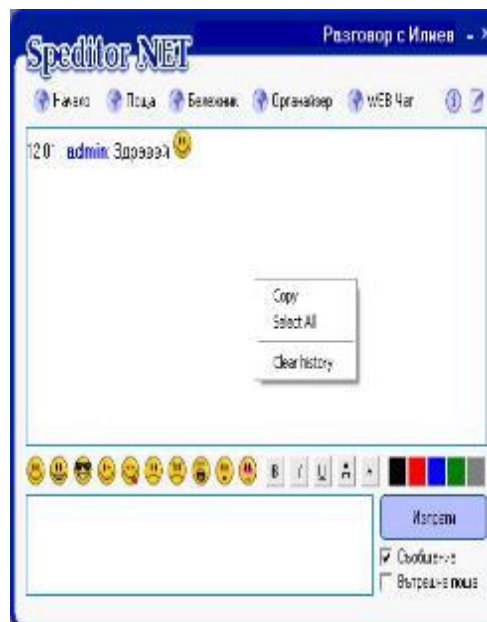 Разговор с Илиев - ×
Speditor NET
Начало Поща Бележник Органайзер WEB Чат
12:01 admin: Здравей
Copy
Select All
Clear history
B I U A A
Изпрати
Съобщение
Вътрешна поща